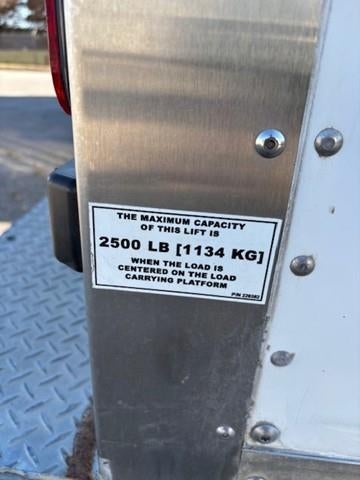 THE MAXIMUM CAPACITY
OF THIS LIFT IS
2500 LB [1134 KG]
WHEN THE LOAD IS
CENTERED ON THE LOAD
CARRYING PLATFORM
P/N 226382